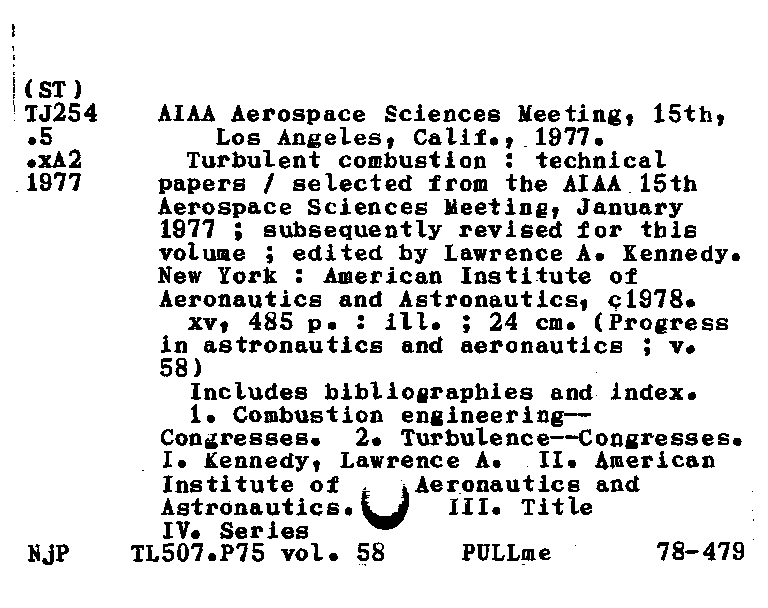 (ST)
TJ254 AIAA Aerospace Sciences Meeting, 15th,
.5 Los Angeles, Calif., 1977.
.xA2 Turbulent combustion : technical
1977 papers / selected from the AIAA 15th
Aerospace Sciences Meeting, January
1977 ; subsequently revised for this
volume ; edited by Lawrence A. Kennedy.
New York : American Institute of
Aeronautics and Astronautics, c1978.
xv, 485 p. : ill. ; 24 cm. (Progress
in astronautics and aeronautics ; v.
58)
Includes bibliographies and index.
1. Combustion engineering--
Congresses. 2. Turbulence--Congresses.
I. Kennedy, Lawrence A. II. American
Institute of Aeronautics and
Astronautics. III. Title
IV. Series
NjP TL507.P75 vol. 58 PULLme 78-479